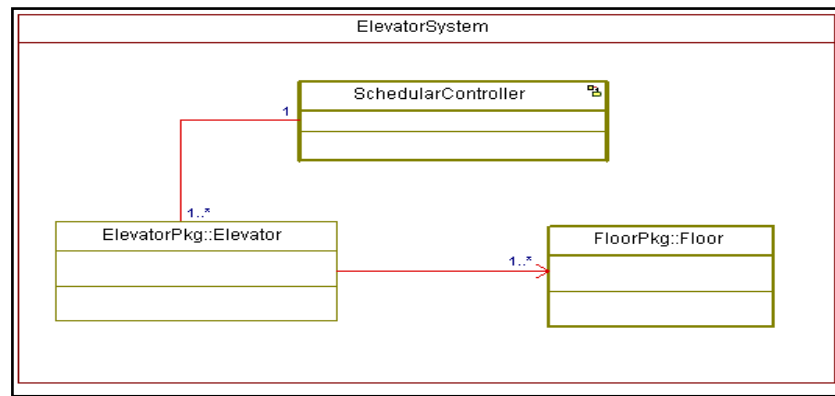 ElevatorSystem
SchedularController
1
1..*
ElevatorPkg::Elevator
FloorPkg::Floor
1..*